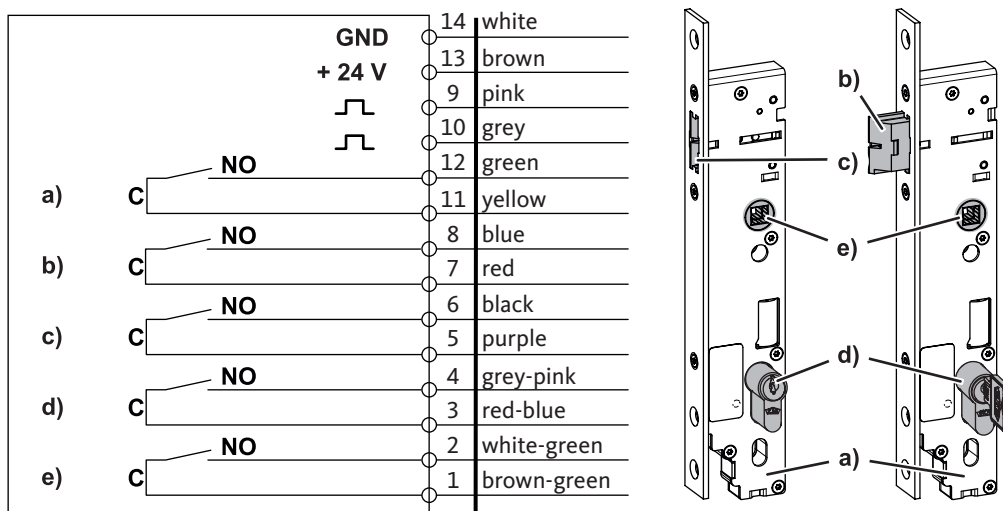 GND 14 white
+ 24 V 13 brown
9 pink
10 grey
NO 12 green
a) C 11 yellow
NO 8 blue
b) C 7 red
NO 6 black
c) C 5 purple
NO 4 grey-pink
d) C 3 red-blue
NO 2 white-green
e) C 1 brown-green
b)
c)
e)
d)
a)